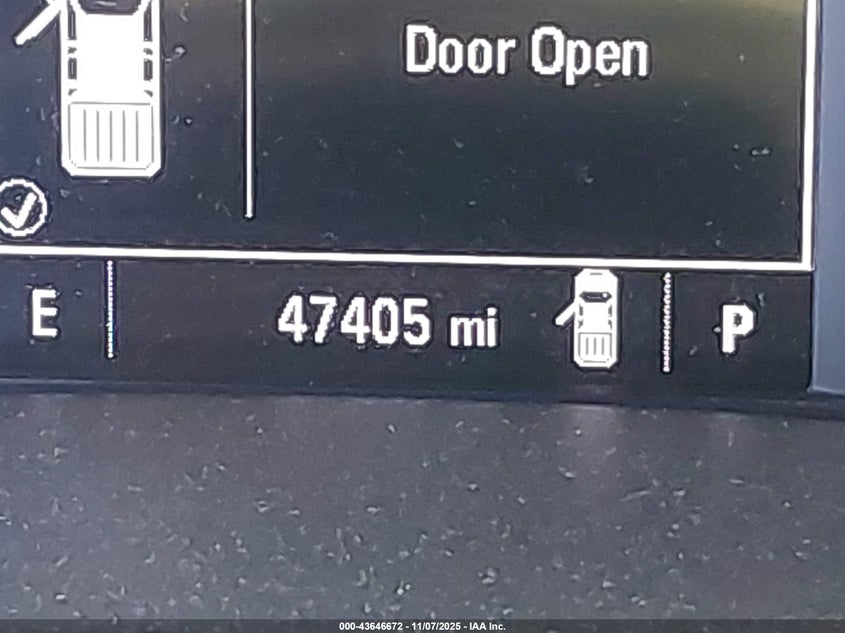 Door Open
E
47405 mi
P
000-43646672 - 11/07/2025 - IAA Inc.